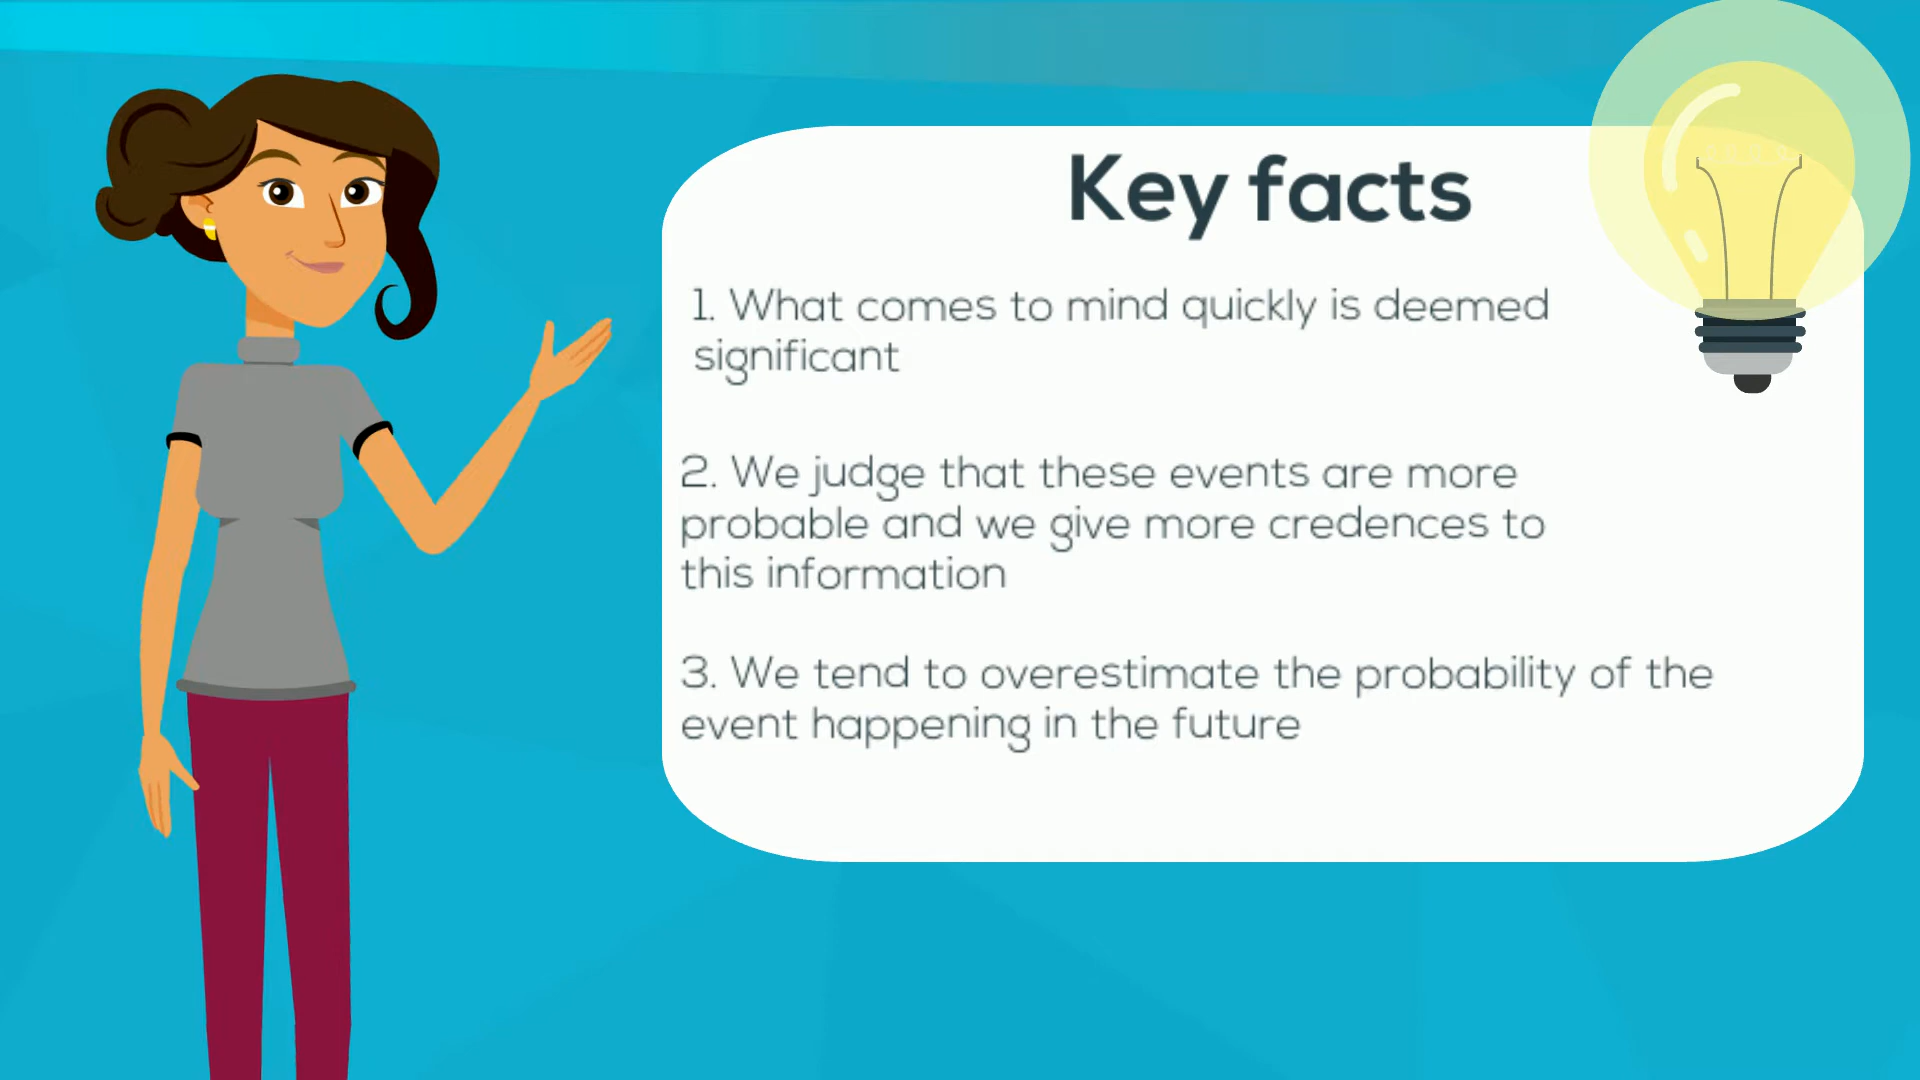 Key facts
1. What comes to mind quickly is deemed
significant
2. We judge that these events are more
probable and we give more credences to
this information
3. We tend to overestimate the probability of the
event happening in the future